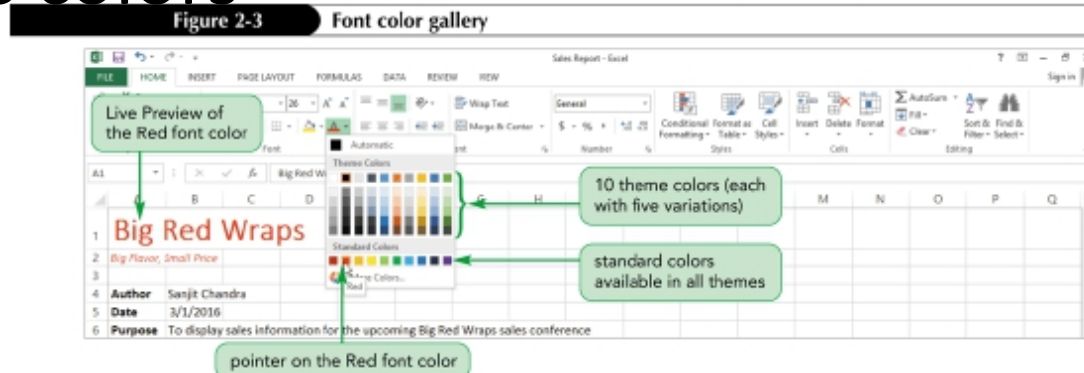 Figure 2-3 Font color gallery
Sales Report - Excel
Sign in
FILE HOME INSERT PAGE LAYOUT FORMULAS DATA REVIEW VIEW
Live Preview of
the Red font color
26
Wrap Text
General
Merge & Center
Conditional Formatting
Format as Table
Cell Styles
Insert Delete Format
AutoSum
Fill
Clear
Sort & Filter
Find & Select
Font
Number
Styles
Cells
Editing
Automatic
Theme Colors
A1
10 theme colors (each
with five variations)
B C D G H M N O P Q
1 Big Red Wraps
2 Big Flavor, Small Price
Standard Colors
standard colors
available in all themes
3
Red
4 Author Sanjit Chandra
5 Date 3/1/2016
6 Purpose To display sales information for the upcoming Big Red Wraps sales conference
pointer on the Red font color